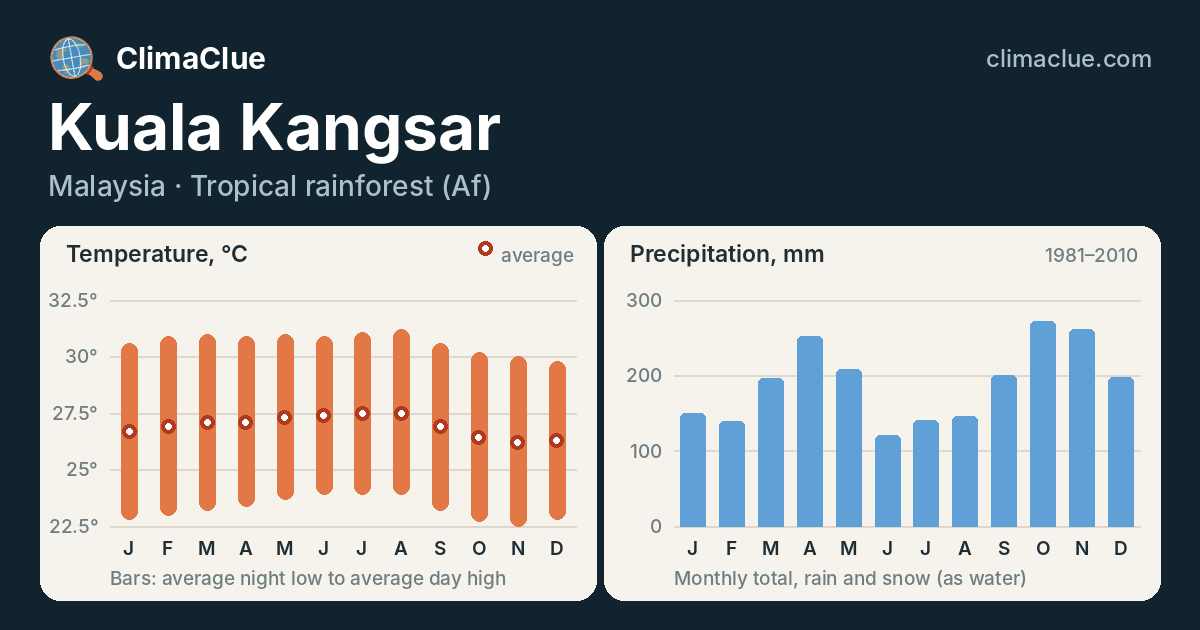 ClimaClue
climaclue.com
Kuala Kangsar
Malaysia · Tropical rainforest (Af)
Temperature, °C
average
32.5°
30°
27.5°
25°
22.5°
J F M A M J J A S O N D
Bars: average night low to average day high
Precipitation, mm
1981–2010
300
200
100
0
J F M A M J J A S O N D
Monthly total, rain and snow (as water)